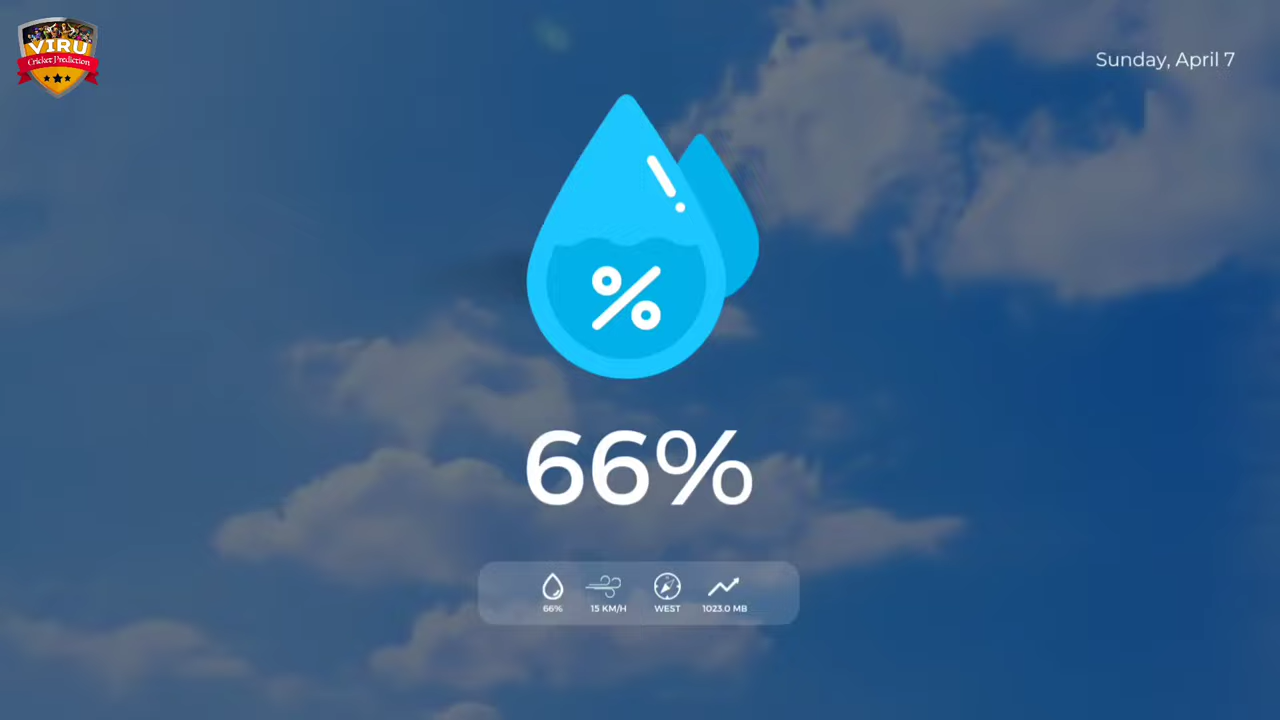 VIRU
Cricket Prediction
Sunday, April 7
%
66%
66%
15 KM/H
WEST
1023.0 MB